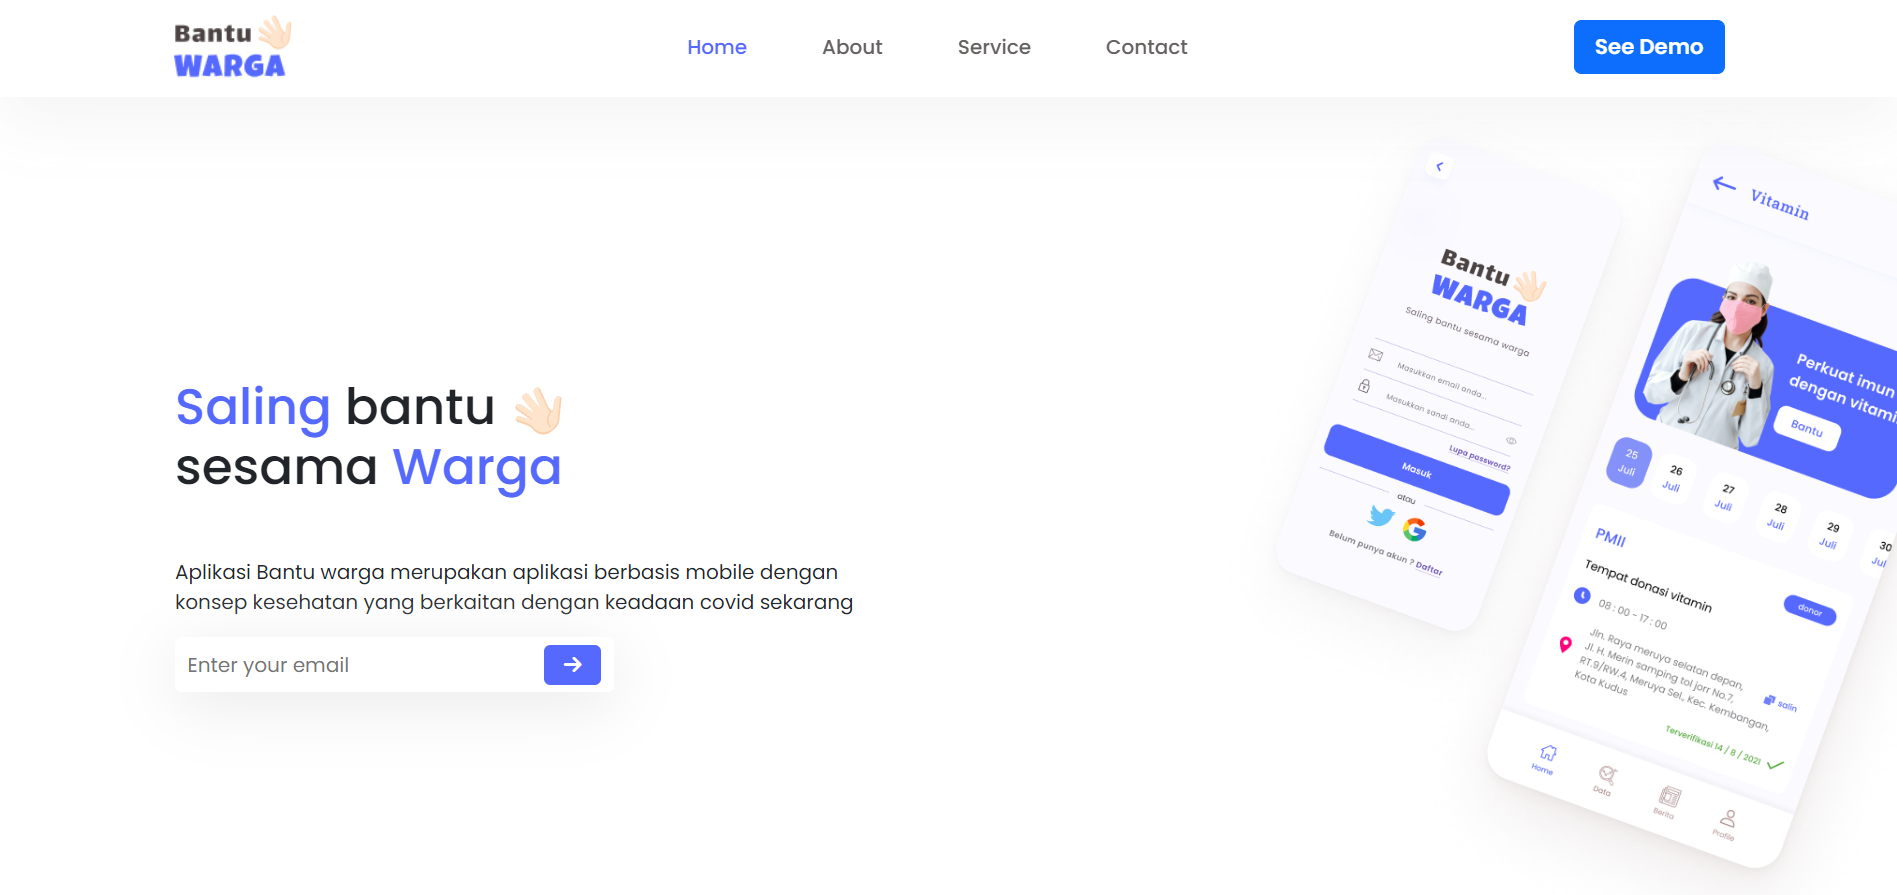 Bantu
WARGA
Home
About
Service
Contact
See Demo
Saling bantu
sesama Warga
Aplikasi Bantu warga merupakan aplikasi berbasis mobile dengan
konsep kesehatan yang berkaitan dengan keadaan covid sekarang
Enter your email
Bantu
WARGA
Saling bantu sesama warga
Masukkan email anda...
Masukkan sandi anda...
Lupa password?
Masuk
atau
Belum punya akun ? Daftar
Vitamin
Perkuat imun
dengan vitami
Bantu
25
Juli
26
Juli
27
Juli
28
Juli
29
Juli
30
Jul
PMII
Tempat donasi vitamin
donor
08 : 00 - 17 : 00
Jln. Raya meruya selatan depan,
Jl. H. Merin samping tol jorr No.7,
RT.9/RW.4, Meruya Sel., Kec. Kembangan,
Kota Kudus
salin
Terverifikasi 14 / 8 / 2021
Home
Data
Berita
Profile